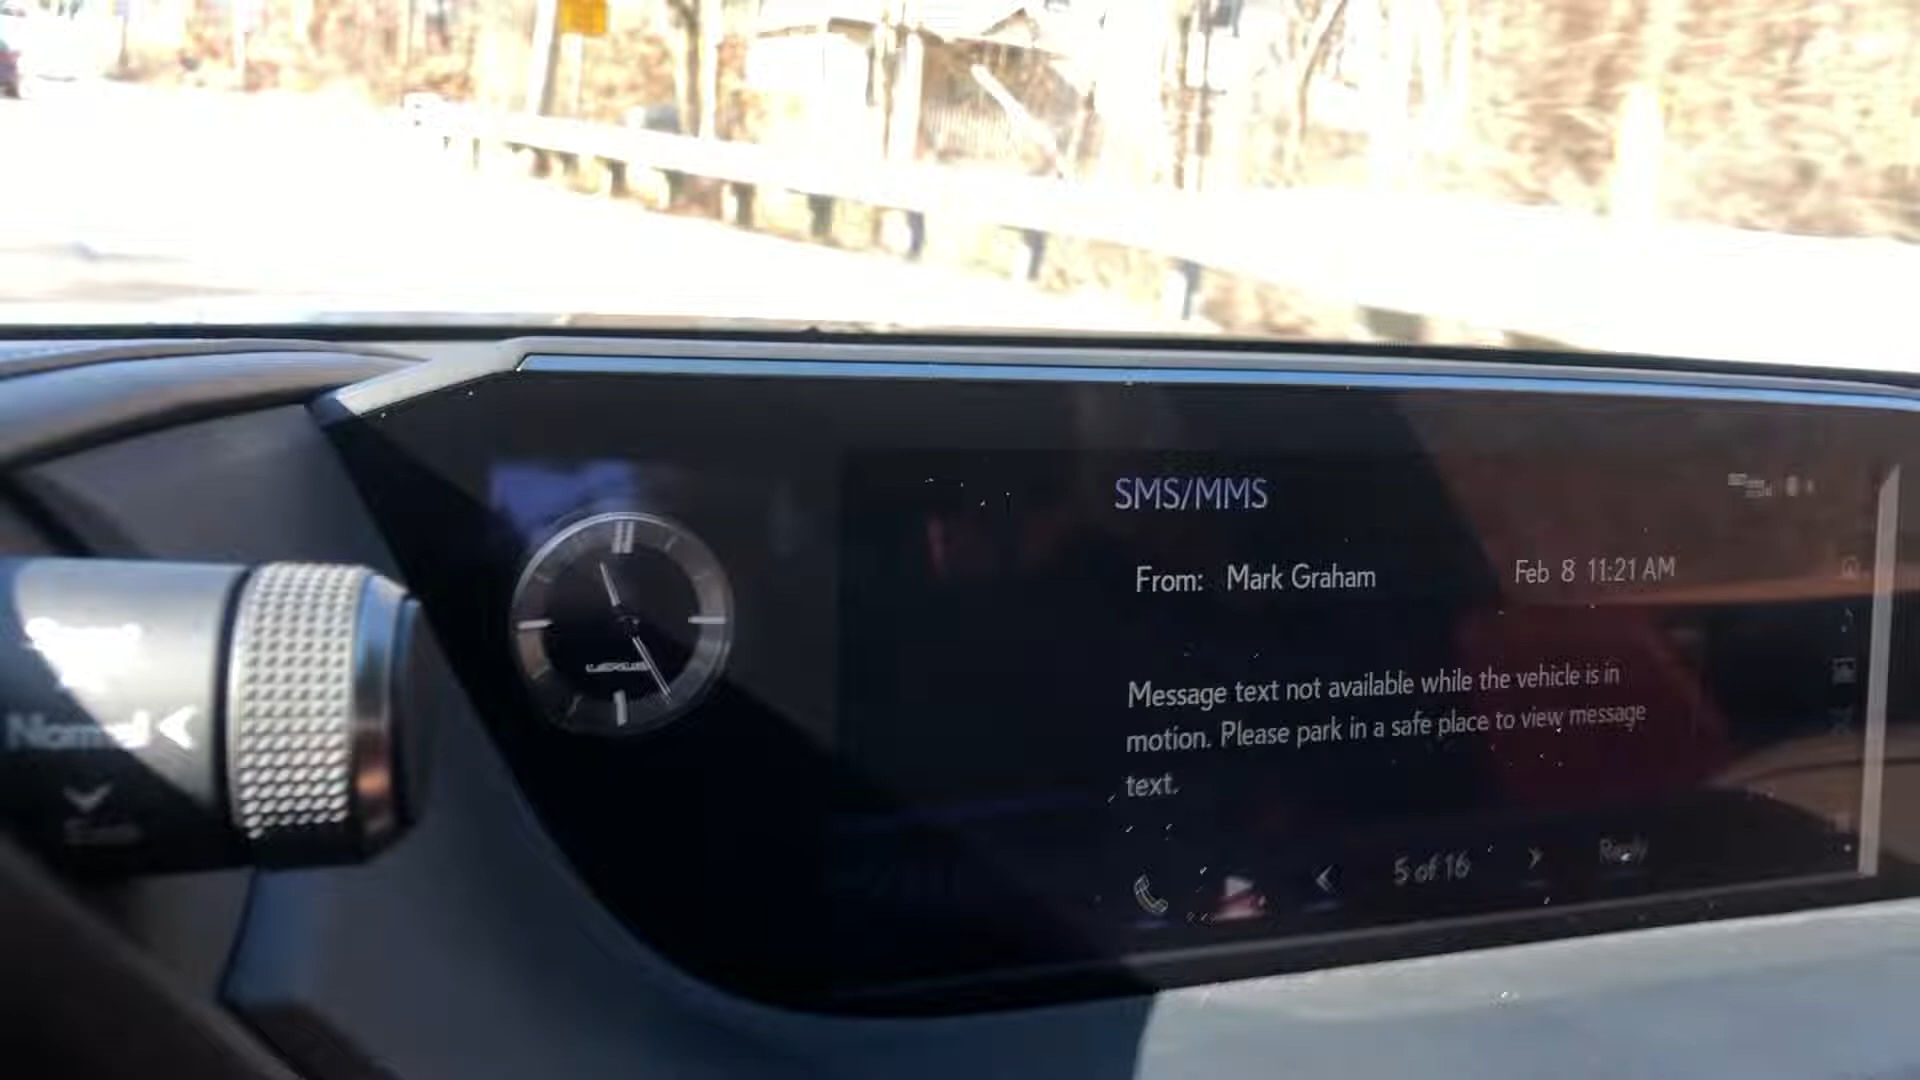 SMS/MMS
From: Mark Graham Feb 8 11:21 AM
Message text not available while the vehicle is in
motion. Please park in a safe place to view message
text.
5 of 16 Reply
Normal
LEXUS